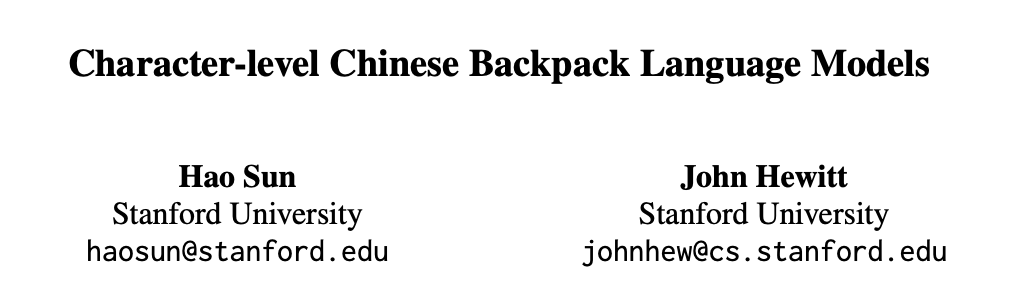 Character-level Chinese Backpack Language Models
Hao Sun
Stanford University
haosun@stanford.edu
John Hewitt
Stanford University
johnhew@cs.stanford.edu